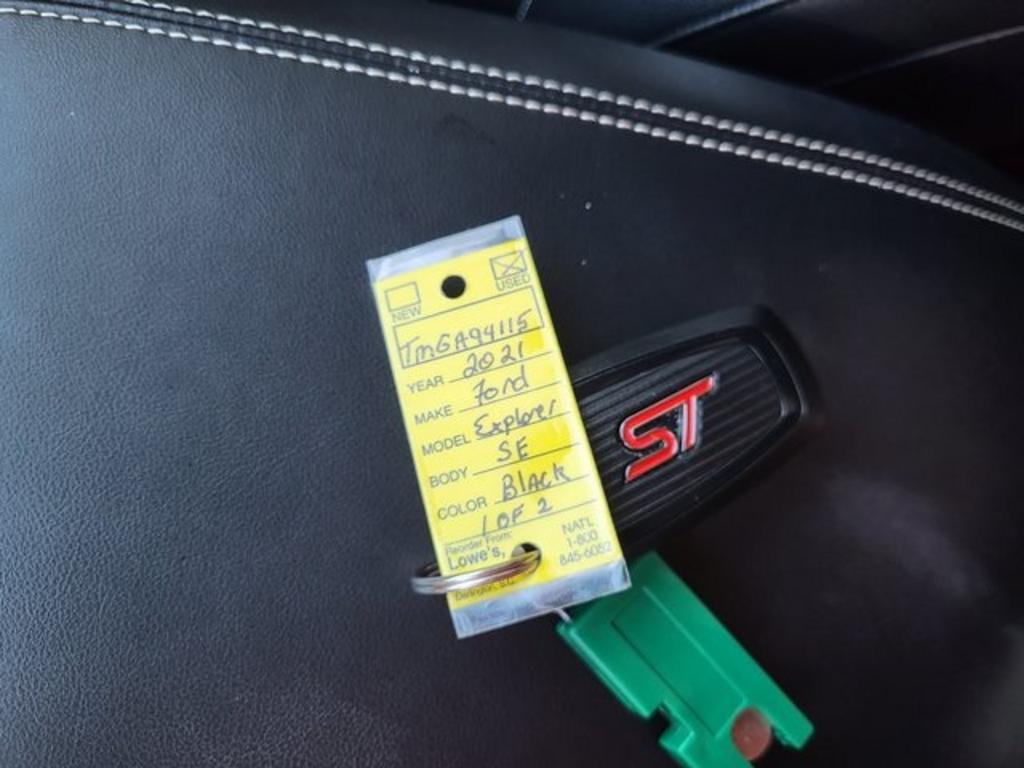 NEW
USED
TMGA94115
YEAR 2021
MAKE Ford
MODEL Explorer
BODY SE
COLOR Black
1 OF 2
Reorder From:
Lowe's,
Darlington, S.C.
NATL
1-800
845-6052
ST